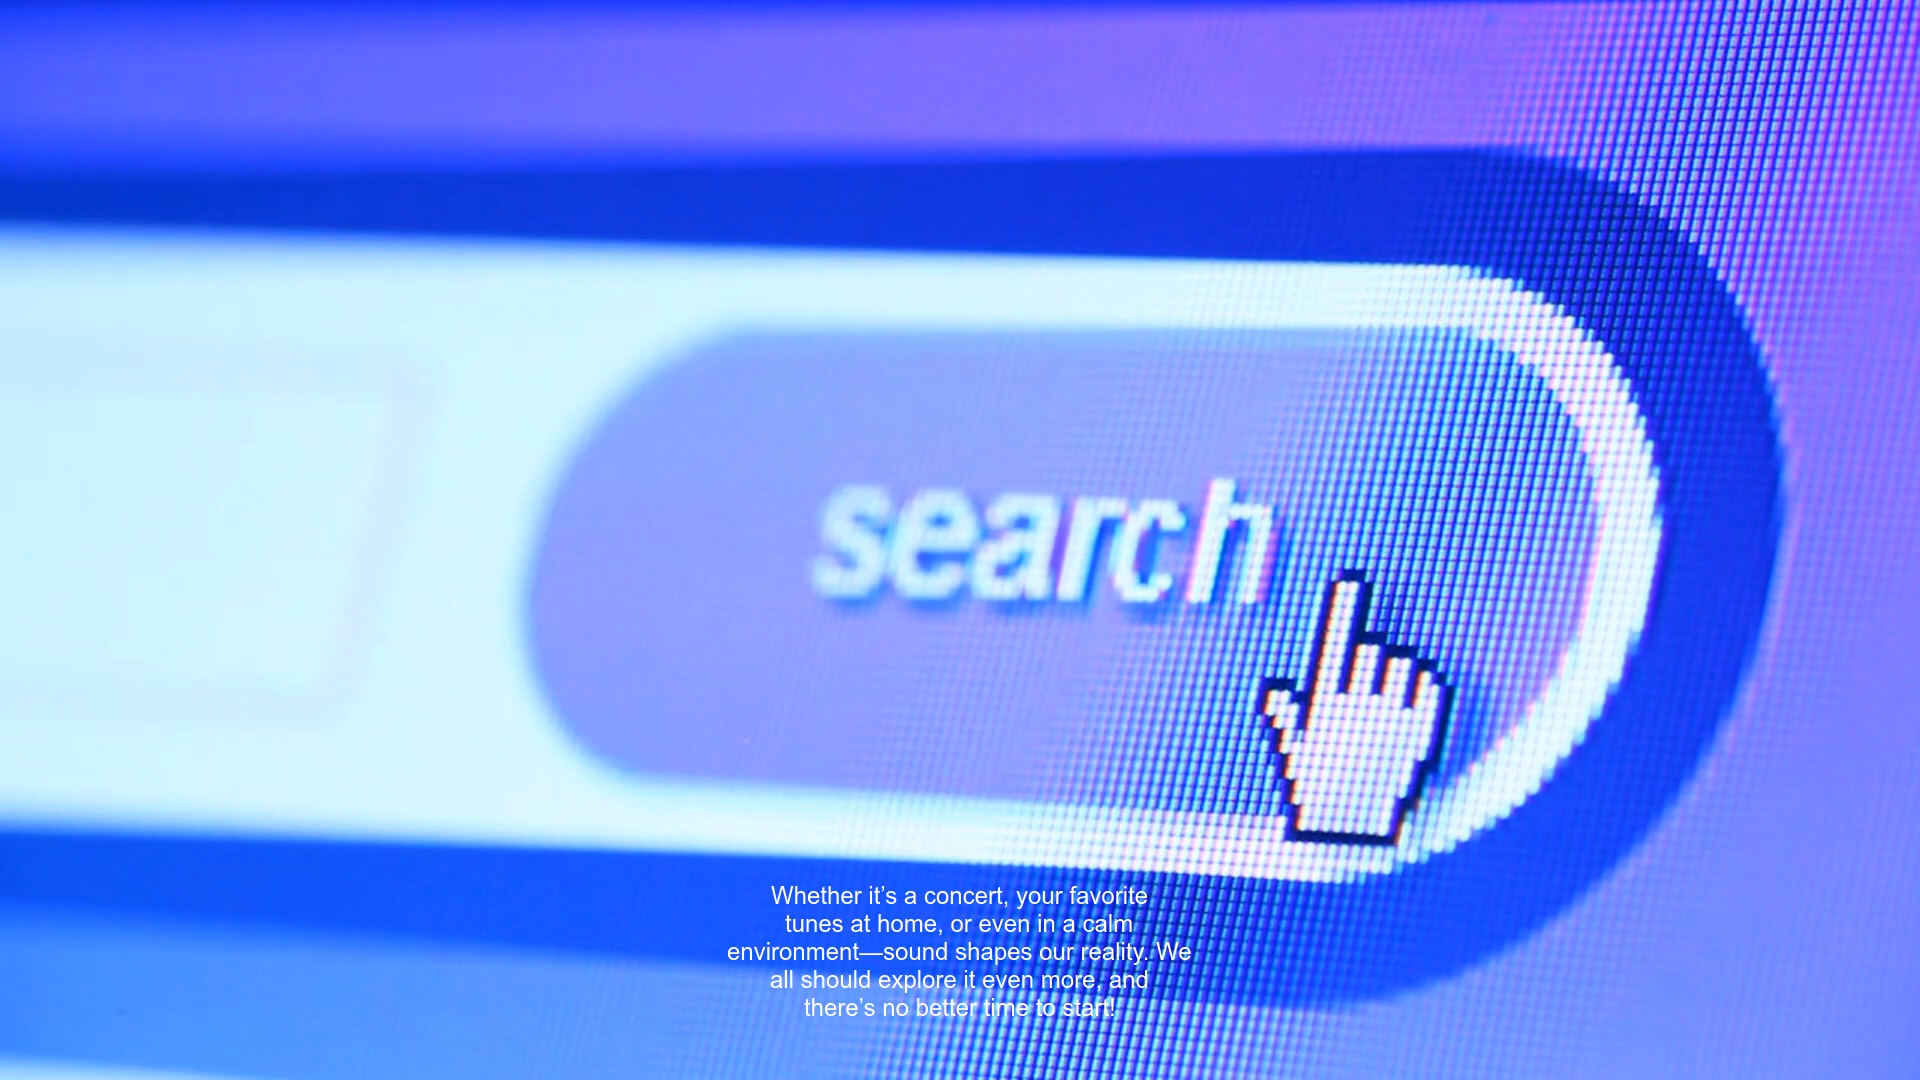 search
Whether it’s a concert, your favorite
tunes at home, or even in a calm
environment—sound shapes our reality. We
all should explore it even more, and
there’s no better time to start!